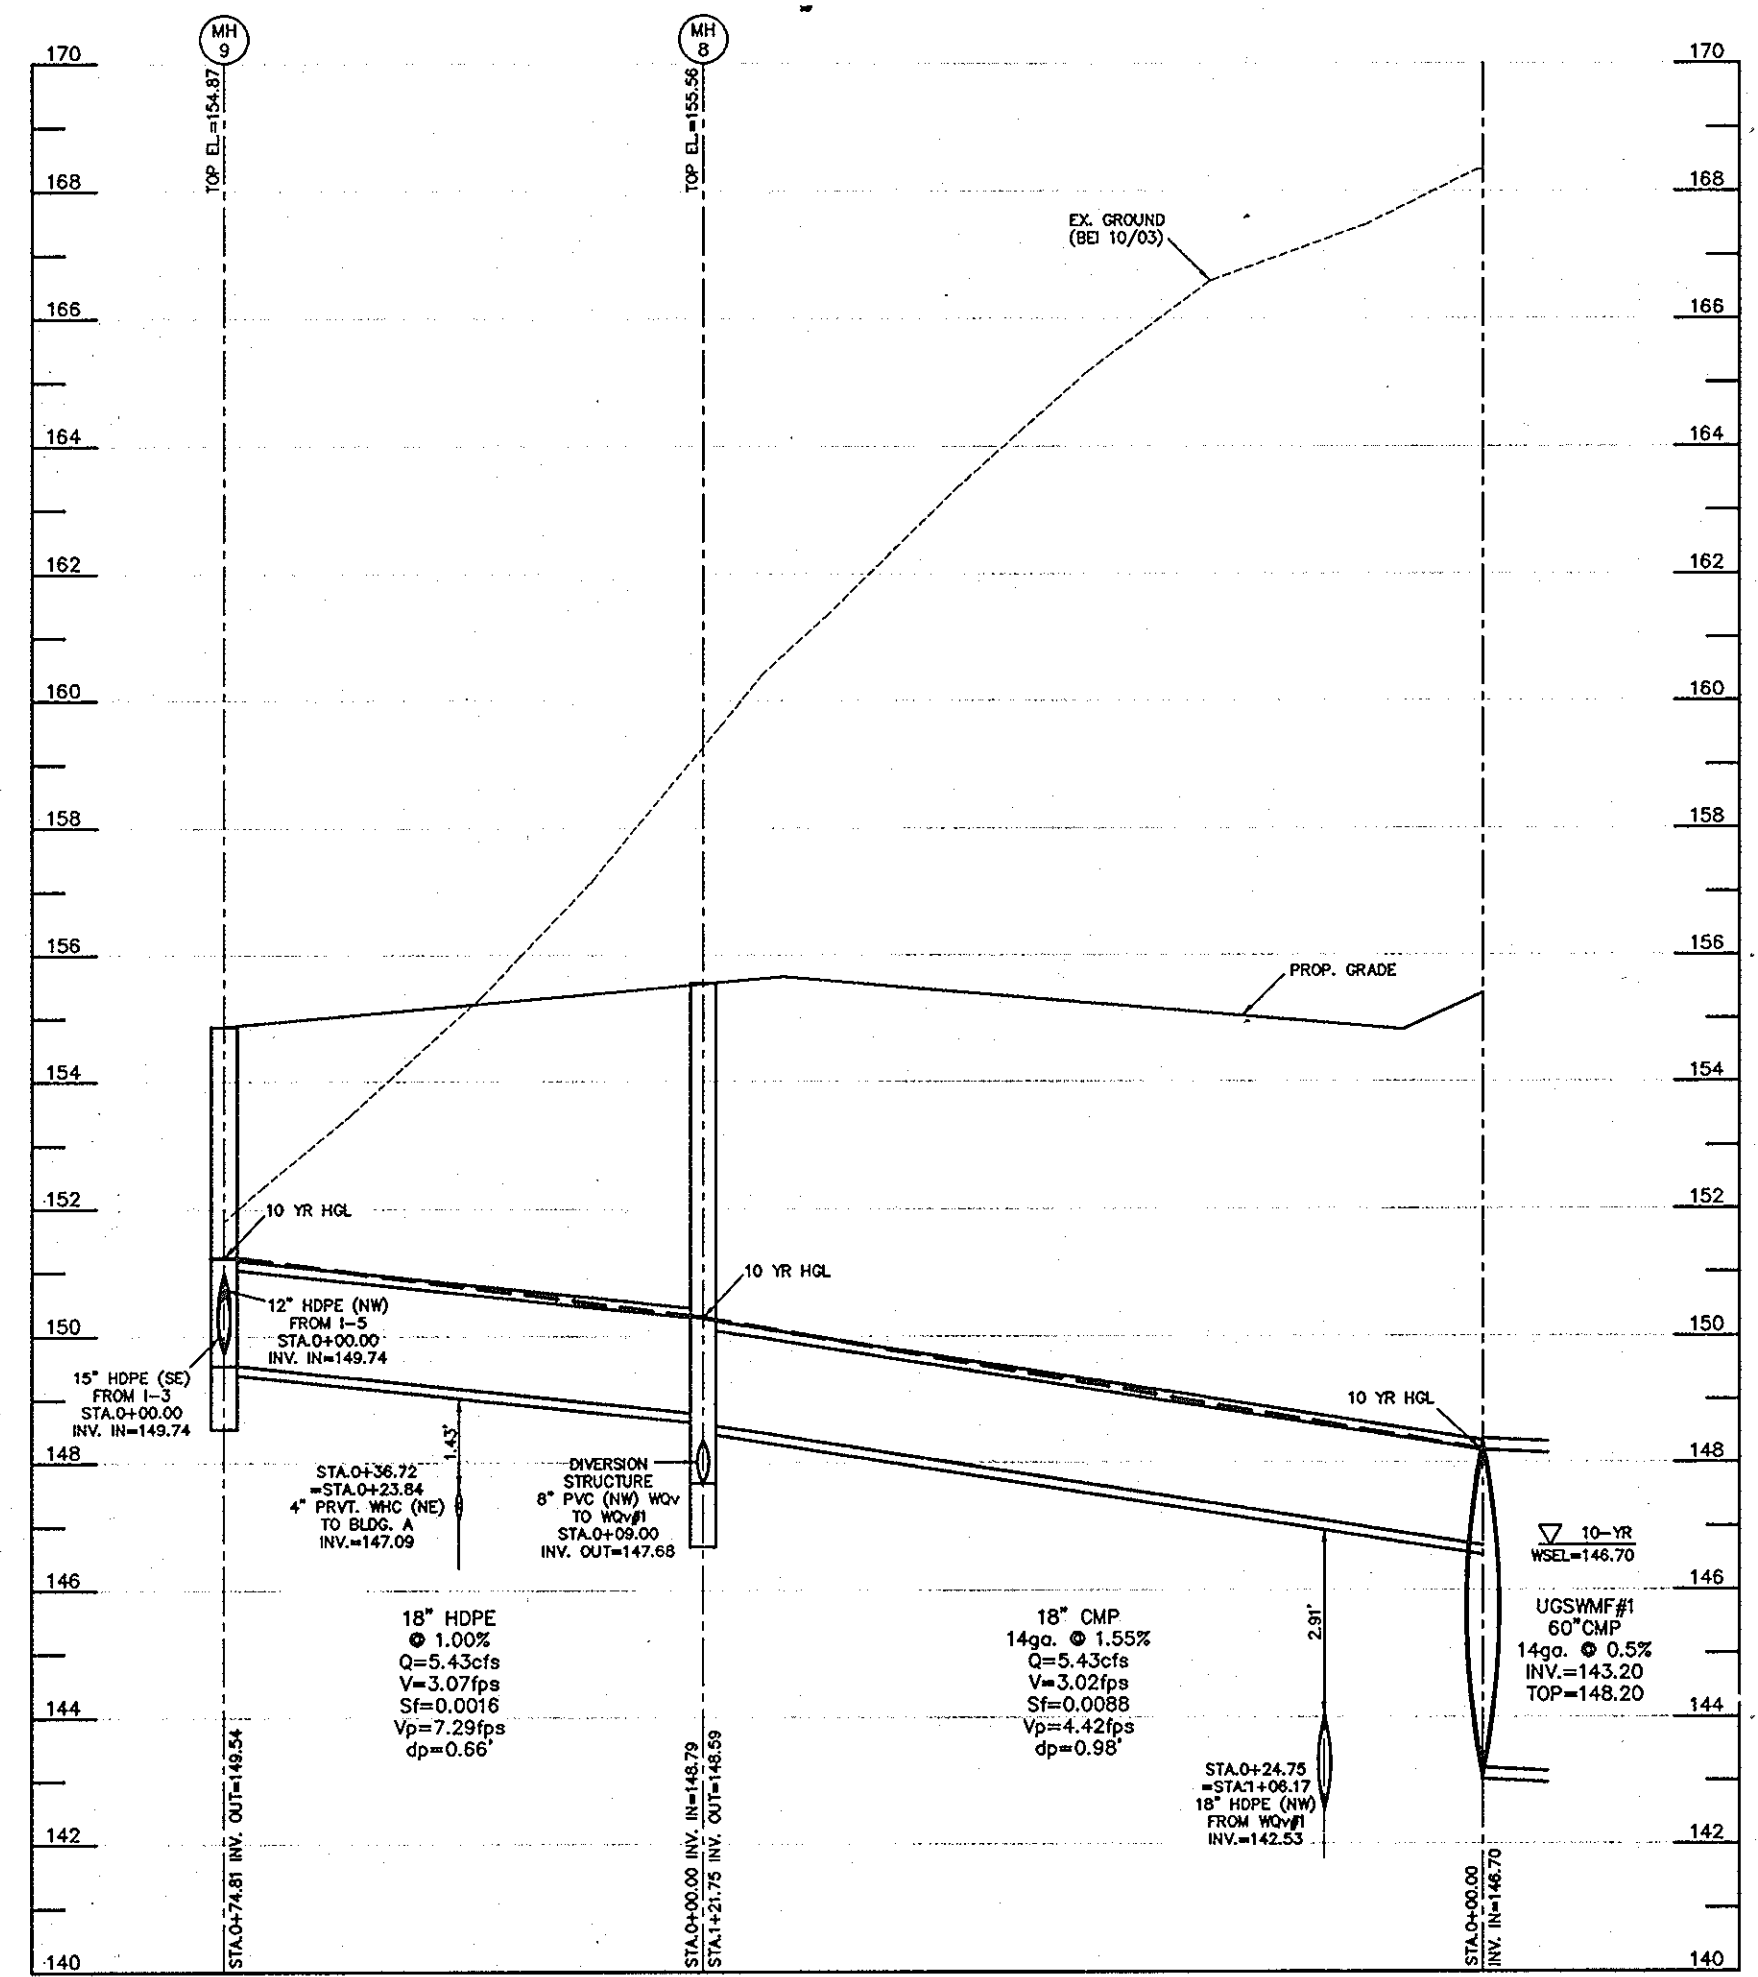 MH
9
MH
8
170
170
TOP EL.=154.87
TOP EL.=155.56
168
168
EX. GROUND
(BEI 10/03)
166
166
164
164
162
162
160
160
158
158
156
156
PROP. GRADE
154
154
152
152
10 YR HGL
10 YR HGL
12" HDPE (NW)
FROM I-5
STA.0+00.00
INV. IN=149.74
150
150
15" HDPE (SE)
FROM I-3
STA.0+00.00
INV. IN=149.74
10 YR HGL
148
148
1.43'
STA.0+36.72
=STA.0+23.84
4" PRVT. WHC (NE)
TO BLDG. A
INV.=147.09
DIVERSION
STRUCTURE
8" PVC (NW) WQv
TO WQv#1
STA.0+09.00
INV. OUT=147.68
10-YR
WSEL=146.70
146
146
18" HDPE
@ 1.00%
Q=5.43cfs
V=3.07fps
Sf=0.0016
Vp=7.29fps
dp=0.66'
18" CMP
14ga. @ 1.55%
Q=5.43cfs
V=3.02fps
Sf=0.0088
Vp=4.42fps
dp=0.98'
2.91'
UGSWMF#1
60"CMP
14ga. @ 0.5%
INV.=143.20
TOP=148.20
144
144
STA.0+24.75
=STA.1+06.17
18" HDPE (NW)
FROM WQv#1
INV.=142.53
142
142
STA.0+74.81 INV. OUT=149.54
STA.0+00.00 INV. IN=148.79
STA.1+21.75 INV. OUT=148.59
STA.0+00.00
INV. IN=146.70
140
140